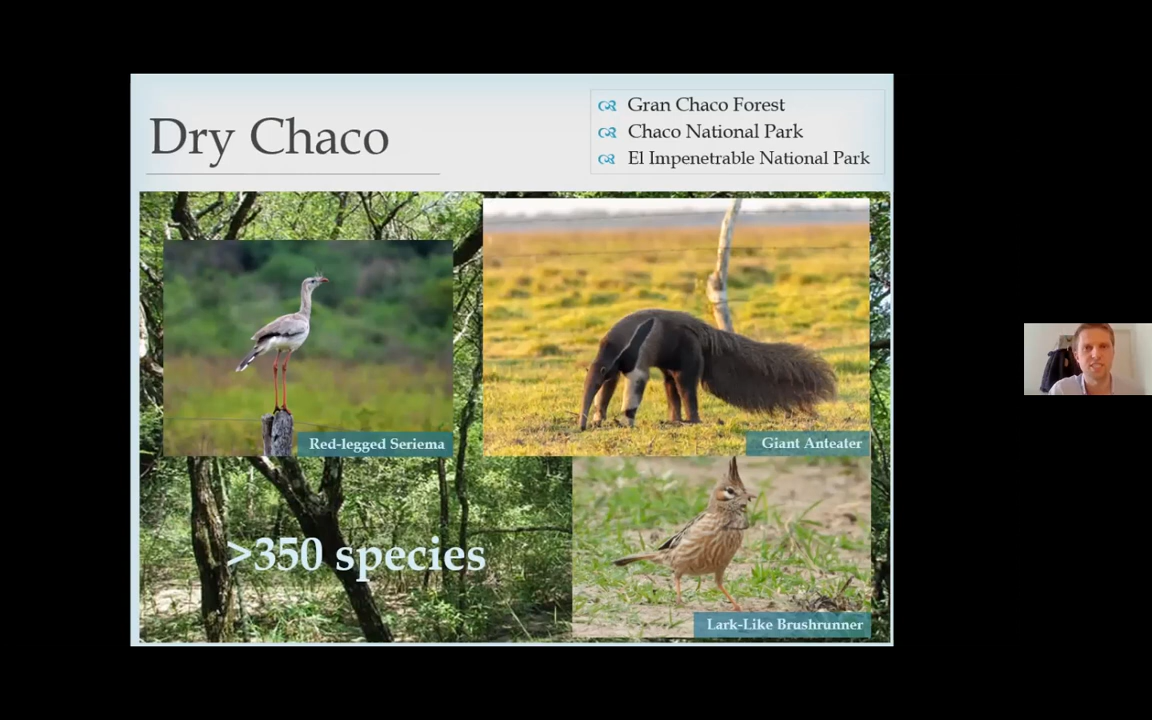 Dry Chaco
Gran Chaco Forest
Chaco National Park
El Impenetrable National Park
Red-legged Seriema
Giant Anteater
>350 species
Lark-Like Brushrunner